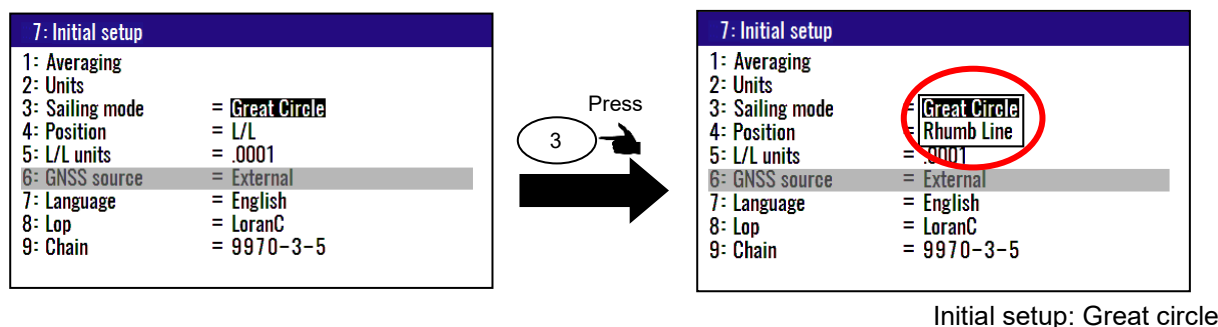 7: Initial setup
1: Averaging
2: Units
3: Sailing mode = Great Circle
4: Position = L/L
5: L/L units = .0001
6: GNSS source = External
7: Language = English
8: Lop = LoranC
9: Chain = 9970-3-5
Press
3
7: Initial setup
1: Averaging
2: Units
3: Sailing mode = Great Circle
4: Position = Rhumb Line
5: L/L units = .0001
6: GNSS source = External
7: Language = English
8: Lop = LoranC
9: Chain = 9970-3-5
Initial setup: Great circle